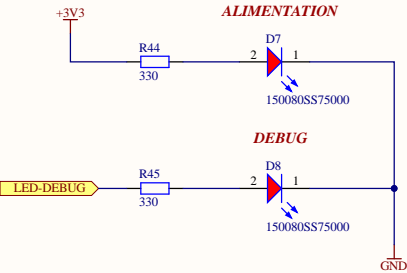 ALIMENTATION
+3V3
R44
330
D7
2
1
150080SS75000
DEBUG
LED-DEBUG
R45
330
D8
2
1
150080SS75000
GND